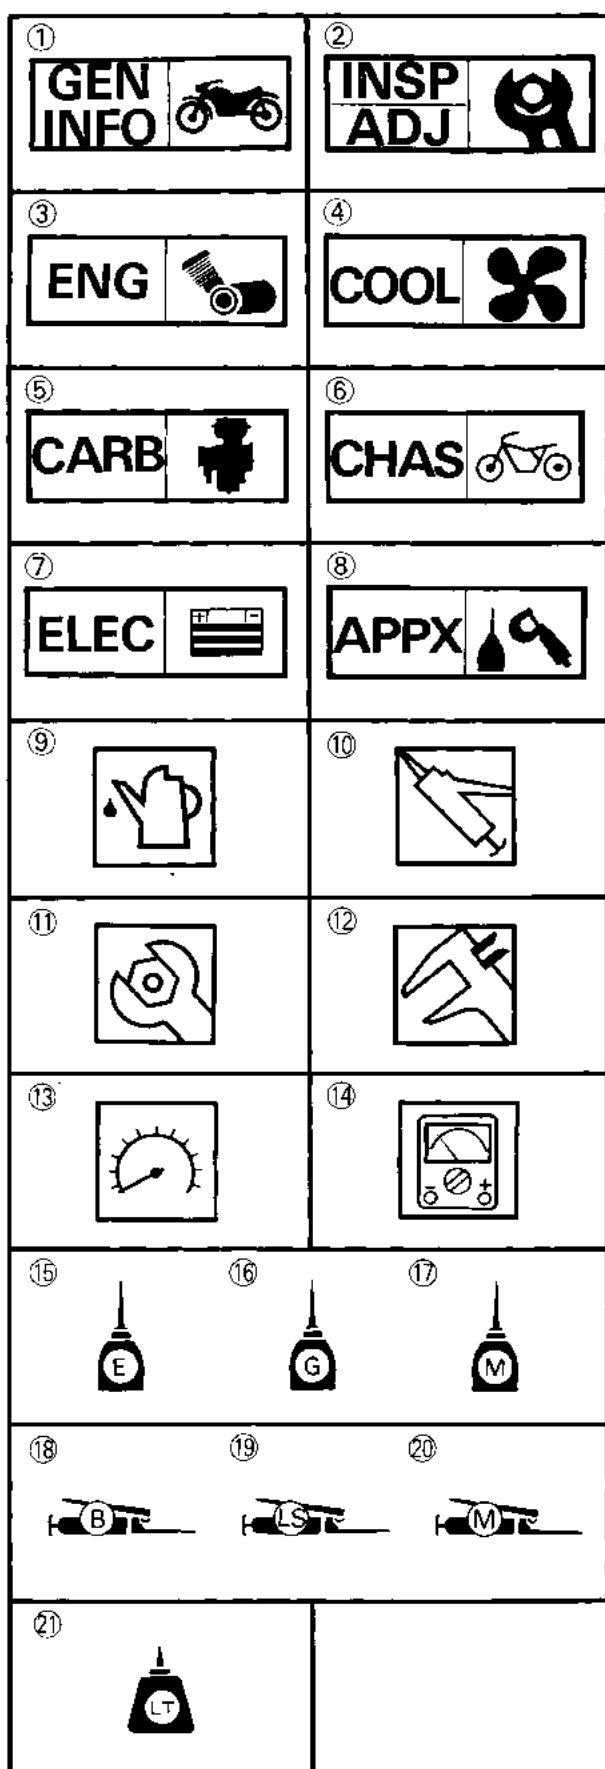 ① ②
GEN
INFO
INSP
ADJ
③ ④
ENG
COOL
⑤ ⑥
CARB
CHAS
⑦ ⑧
ELEC
+ -
APPX
⑨ ⑩
⑪ ⑫
⑬ ⑭
- +
⑮ ⑯ ⑰
E G M
⑱ ⑲ ⑳
B LS M
㉑
LT